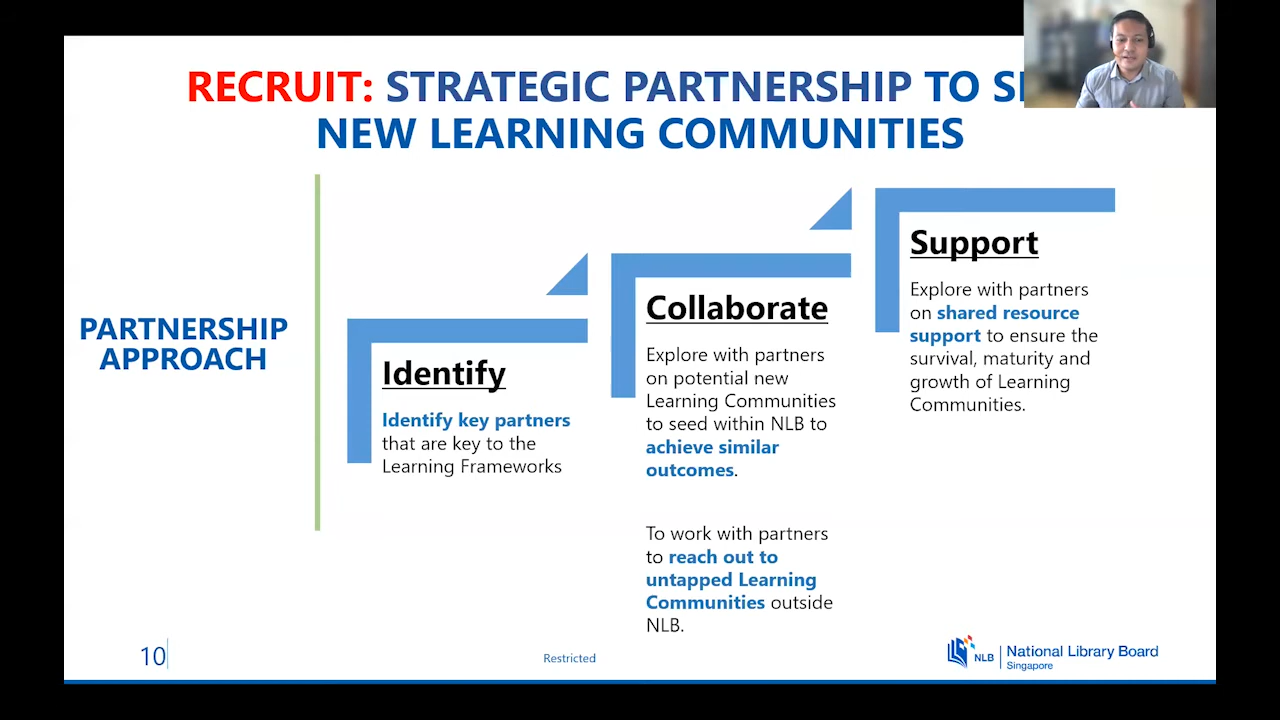 RECRUIT: STRATEGIC PARTNERSHIP TO
NEW LEARNING COMMUNITIES
PARTNERSHIP
APPROACH
Identify
Identify key partners
that are key to the
Learning Frameworks
Collaborate
Explore with partners
on potential new
Learning Communities
to seed within NLB to
achieve similar
outcomes.
To work with partners
to reach out to
untapped Learning
Communities outside
NLB.
Support
Explore with partners
on shared resource
support to ensure the
survival, maturity and
growth of Learning
Communities.
10
Restricted
NLB
National Library Board
Singapore